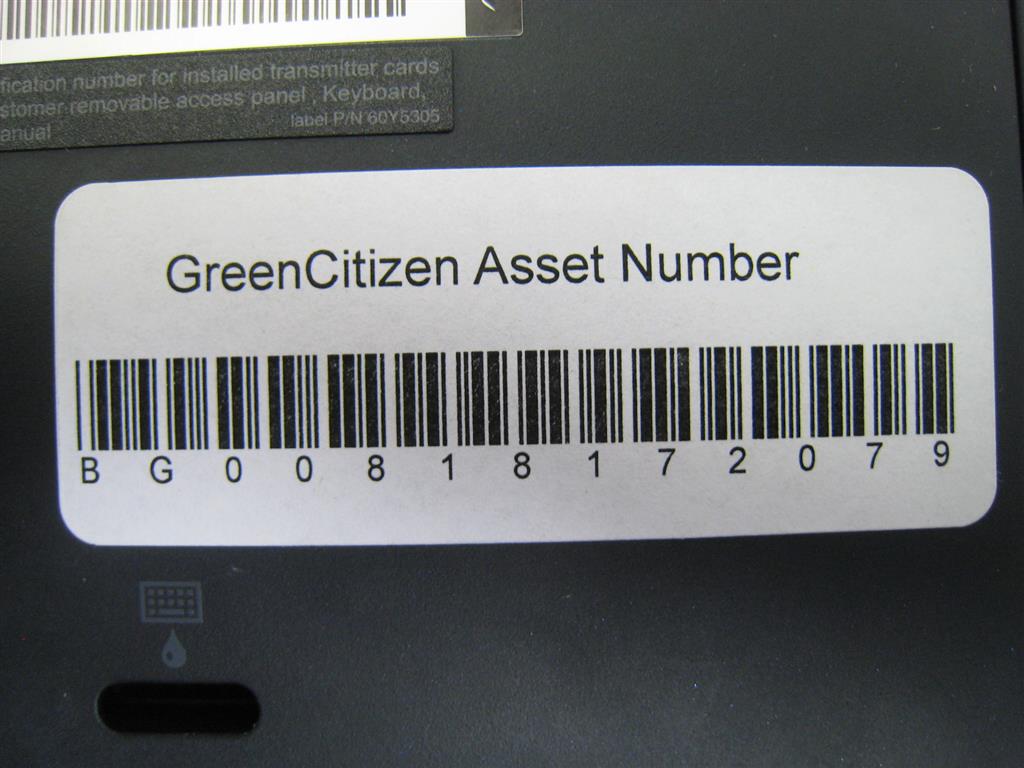 fication number for installed transmitter cards
stomer removable access panel , Keyboard,
anual
label P/N 60Y5305
GreenCitizen Asset Number
B G 0 0 8 1 8 1 7 2 0 7 9